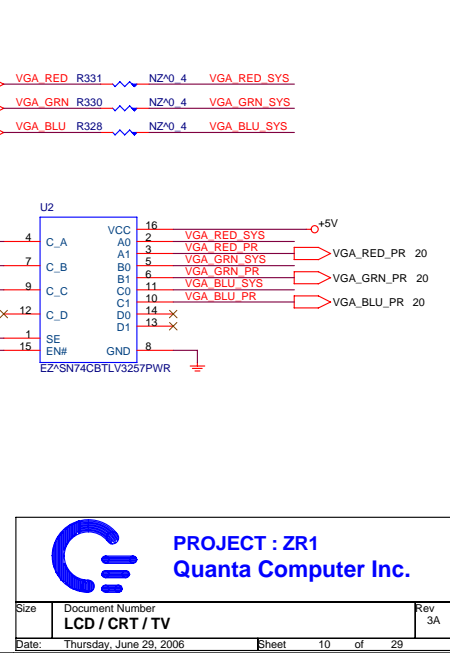 VGA_RED R331 NZ^0_4 VGA_RED_SYS
VGA_GRN R330 NZ^0_4 VGA_GRN_SYS
VGA_BLU R328 NZ^0_4 VGA_BLU_SYS
U2
+5V
VCC 16
4 C_A A0 2 VGA_RED_SYS
A1 3 VGA_RED_PR VGA_RED_PR 20
7 C_B B0 5 VGA_GRN_SYS
B1 6 VGA_GRN_PR VGA_GRN_PR 20
9 C_C C0 11 VGA_BLU_SYS
C1 10 VGA_BLU_PR VGA_BLU_PR 20
12 C_D D0 14
D1 13
1 SE
15 EN# GND 8
EZ^SN74CBTLV3257PWR
PROJECT : ZR1
Quanta Computer Inc.
Size Document Number Rev
LCD / CRT / TV 3A
Date: Thursday, June 29, 2006 Sheet 10 of 29